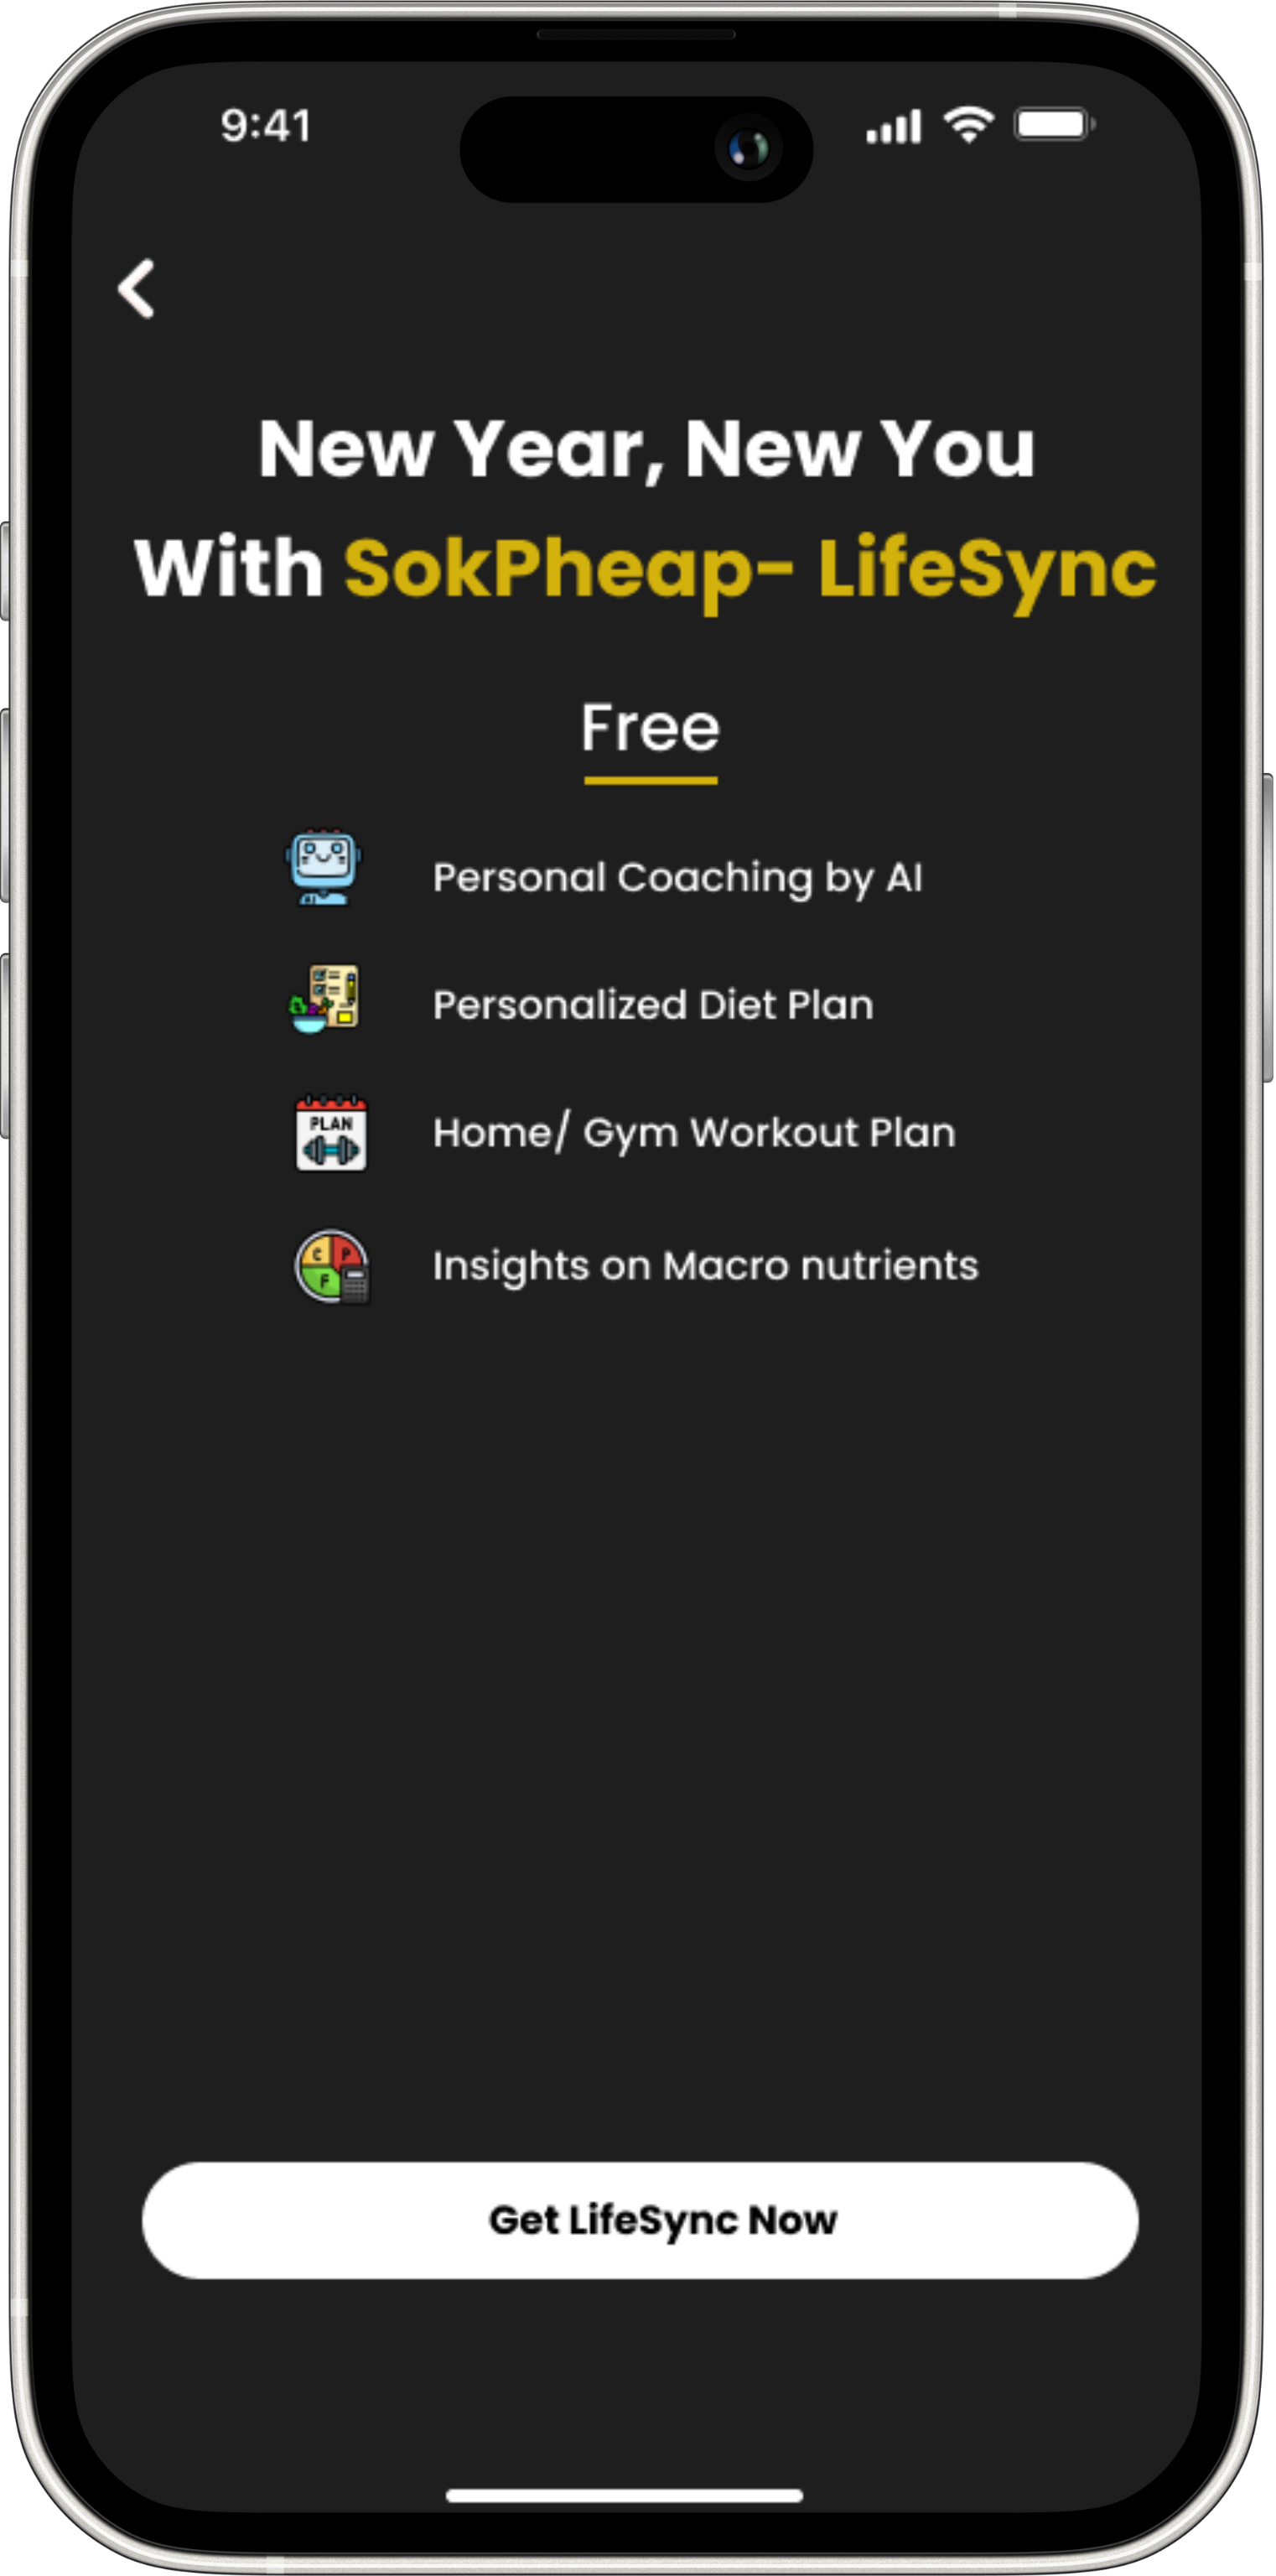 9:41
New Year, New You
With SokPheap- LifeSync
Free
Personal Coaching by AI
Personalized Diet Plan
PLAN
Home/ Gym Workout Plan
C P
F
Insights on Macro nutrients
Get LifeSync Now